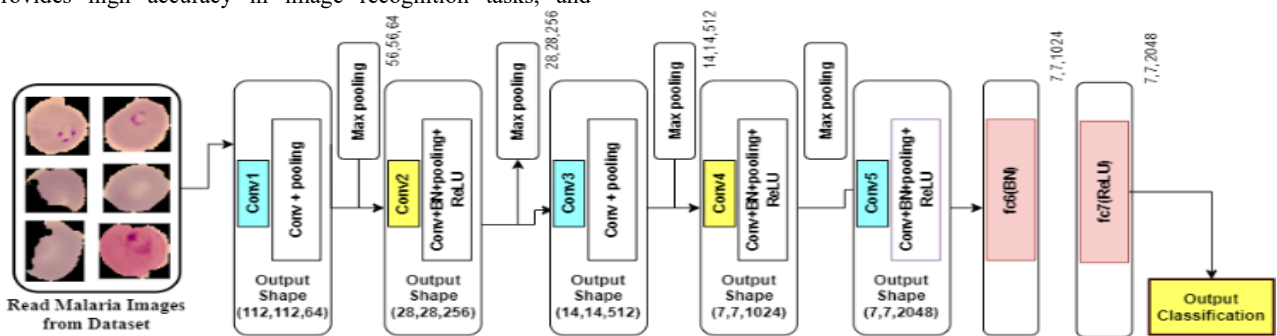 rovides high accuracy in image recognition tasks, and
Read Malaria Images
from Dataset
Conv1
Conv + pooling
Output
Shape
(112,112,64)
Max pooling
56,56,64
Conv2
Conv+BN+pooling+
ReLU
Output
Shape
(28,28,256)
Max pooling
28,28,256
Conv3
Conv + pooling
Output
Shape
(14,14,512)
Max pooling
14,14,512
Conv4
Conv+BN+pooling+
ReLU
Output
Shape
(7,7,1024)
Max pooling
Conv5
Conv+BN+pooling+
ReLU
Output
Shape
(7,7,2048)
fc6(BN)
7,7,1024
fc7(ReLU)
7,7,2048
Output
Classification